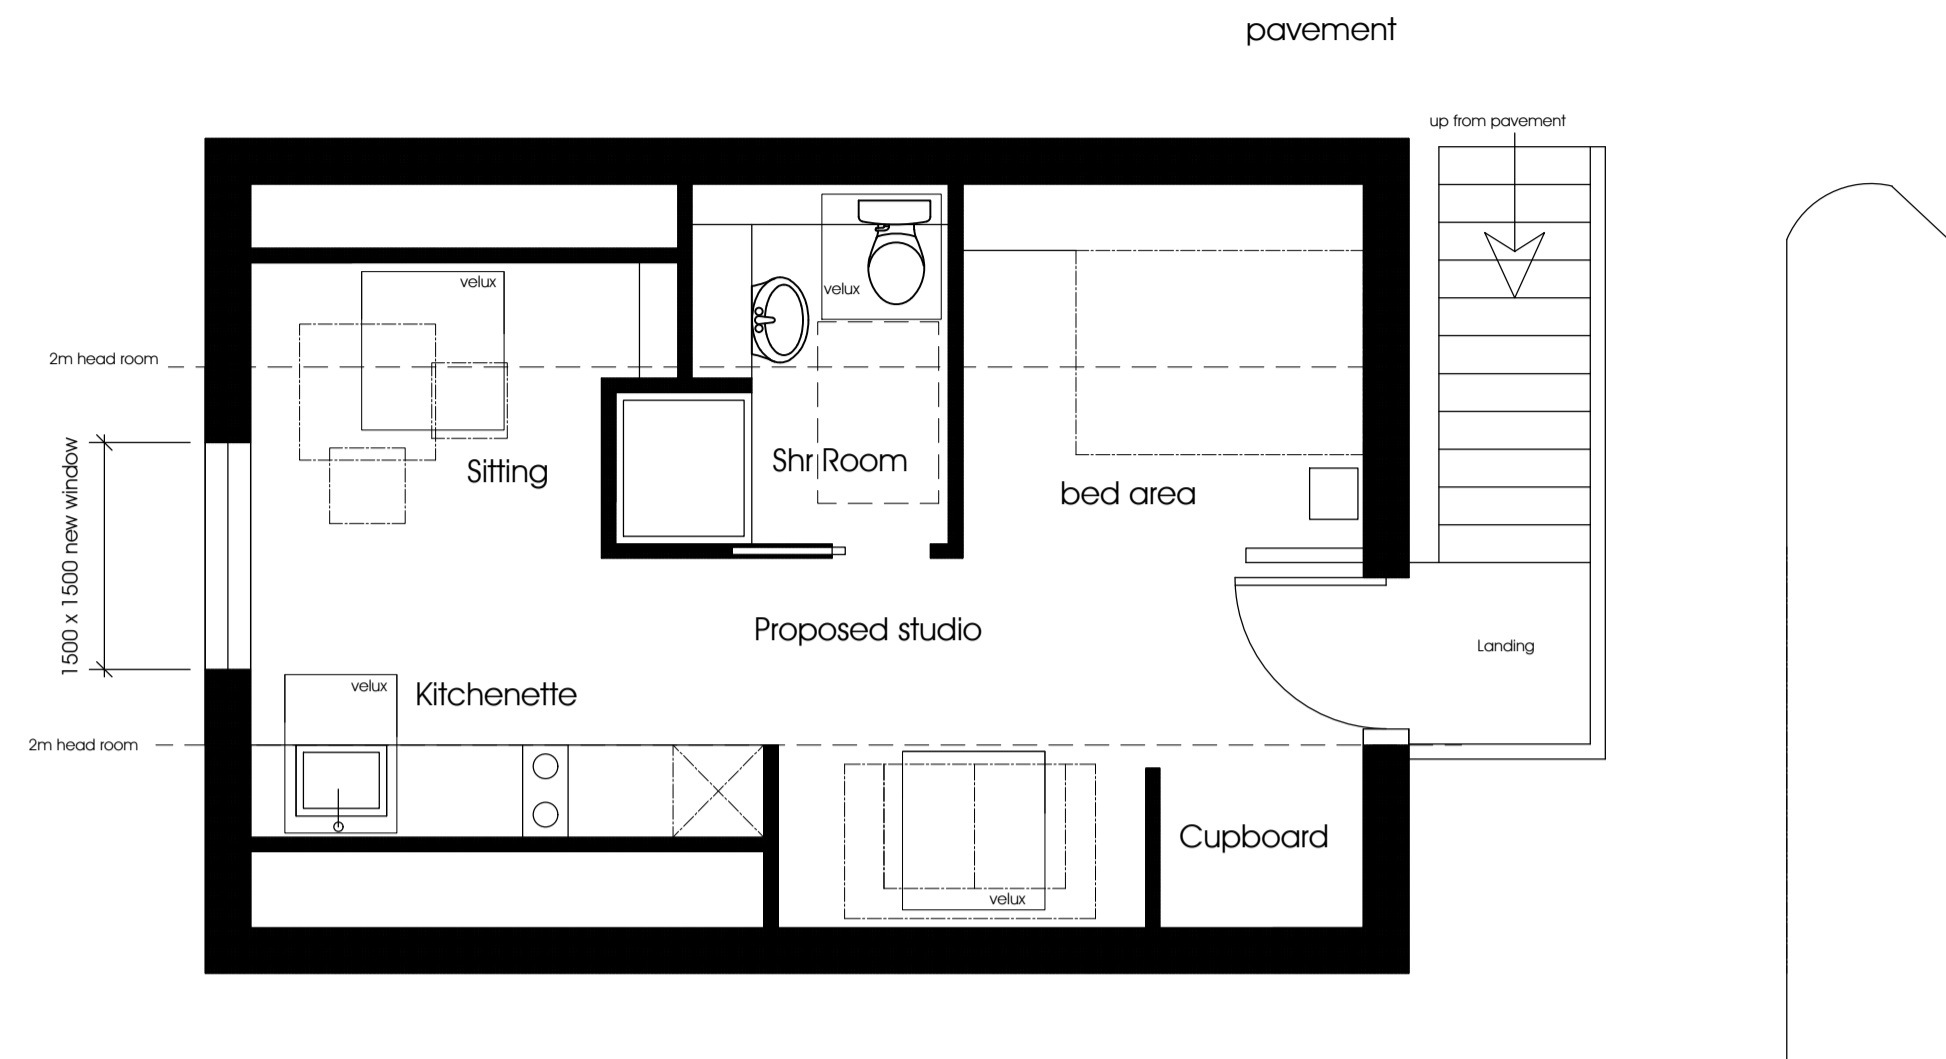 pavement
up from pavement
velux
velux
2m head room
Sitting
Shr Room
bed area
1500 x 1500 new window
Proposed studio
Landing
velux
Kitchenette
2m head room
Cupboard
velux